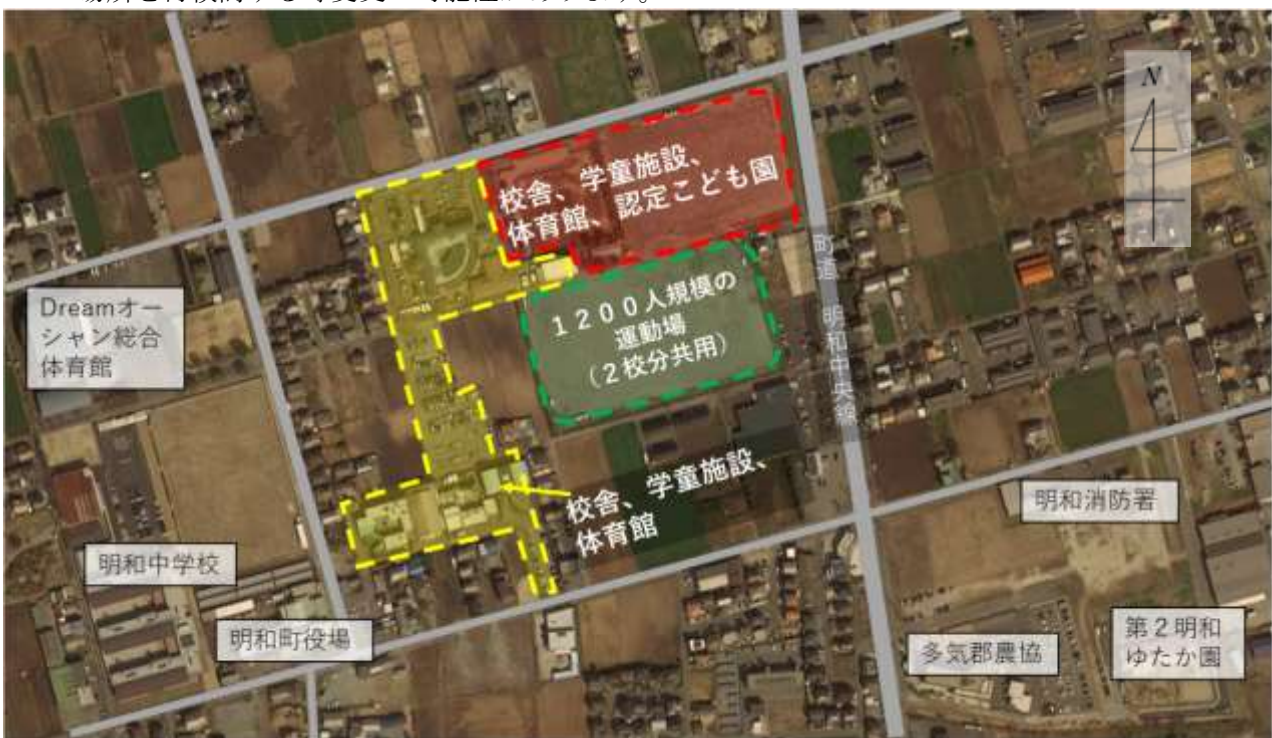 N
校舎、学童施設、
体育館、認定こども園
Dreamオー
シャン総合
体育館
１２００人規模の
運動場
（２校分共用）
町道　明和中央線
校舎、学童施設、
体育館
明和消防署
明和中学校
明和町役場
多気郡農協
第２明和
ゆたか園